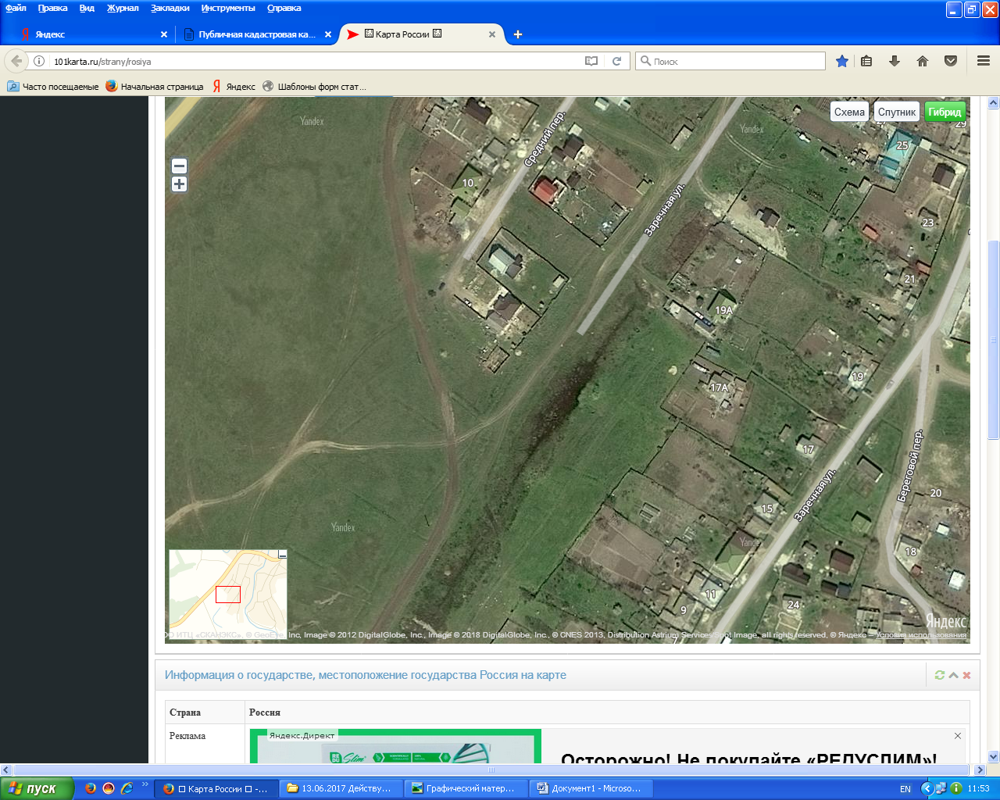 Файл Правка Вид Журнал Закладки Инструменты Справка
Яндекс
Публичная кадастровая ка...
Карта России
101karta.ru/strany/rosiya
Поиск
Часто посещаемые Начальная страница Яндекс Шаблоны форм стат...
Схема Спутник Гибрид
Yandex
Yandex
Средний пер.
25
29
10
Заречная ул.
23
21
19А
19
17А
17
Береговой пер.
Заречная ул.
20
15
Yandex
Yandex
18
11
24
9
Яндекс
ИТЦ «СКАНЭКС», © GeoEye, Inc, Image © 2012 DigitalGlobe, Inc., Image © 2018 DigitalGlobe, Inc., © CNES 2013, Distribution Astrium Services/Spot Image, all rights reserved, © Яндекс – Условия использования
Информация о государстве, местоположение государства Россия на карте
Страна Россия
Реклама
Яндекс.Директ
REDU Slim
Осторожно! Не покупайте «РЕДУСЛИМ»!
пуск
Карта России -...
13.06.2017 Действу...
Графический матер...
Документ1 - Microso...
EN
11:53